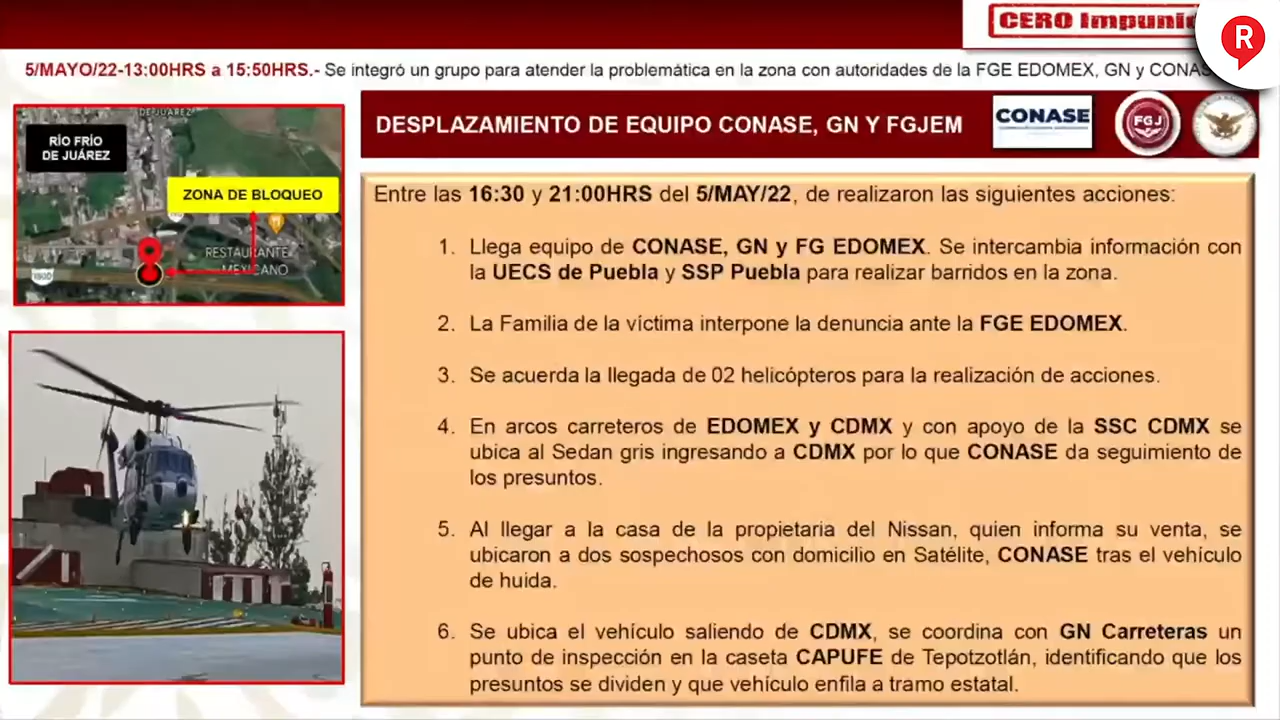 CERO Impuni
R
5/MAYO/22-13:00HRS a 15:50HRS.- Se integró un grupo para atender la problemática en la zona con autoridades de la FGE EDOMEX, GN y CONAS
DESPLAZAMIENTO DE EQUIPO CONASE, GN Y FGJEM
CONASE
FGJ
DE JUÁREZ
RÍO FRÍO
DE JUÁREZ
ZONA DE BLOQUEO
RESTAURANTE
MEXICANO
Entre las 16:30 y 21:00HRS del 5/MAY/22, de realizaron las siguientes acciones:
1. Llega equipo de CONASE, GN y FG EDOMEX. Se intercambia información con
la UECS de Puebla y SSP Puebla para realizar barridos en la zona.
2. La Familia de la víctima interpone la denuncia ante la FGE EDOMEX.
3. Se acuerda la llegada de 02 helicópteros para la realización de acciones.
4. En arcos carreteros de EDOMEX y CDMX y con apoyo de la SSC CDMX se
ubica al Sedan gris ingresando a CDMX por lo que CONASE da seguimiento de
los presuntos.
5. Al llegar a la casa de la propietaria del Nissan, quien informa su venta, se
ubicaron a dos sospechosos con domicilio en Satélite, CONASE tras el vehículo
de huida.
6. Se ubica el vehículo saliendo de CDMX, se coordina con GN Carreteras un
punto de inspección en la caseta CAPUFE de Tepotzotlán, identificando que los
presuntos se dividen y que vehículo enfila a tramo estatal.